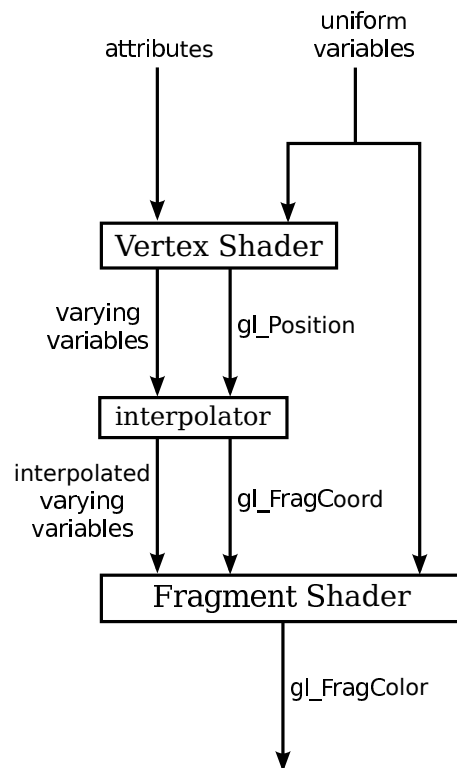 uniform
variables
attributes
Vertex Shader
varying
variables
gl_Position
interpolator
interpolated
varying
variables
gl_FragCoord
Fragment Shader
gl_FragColor